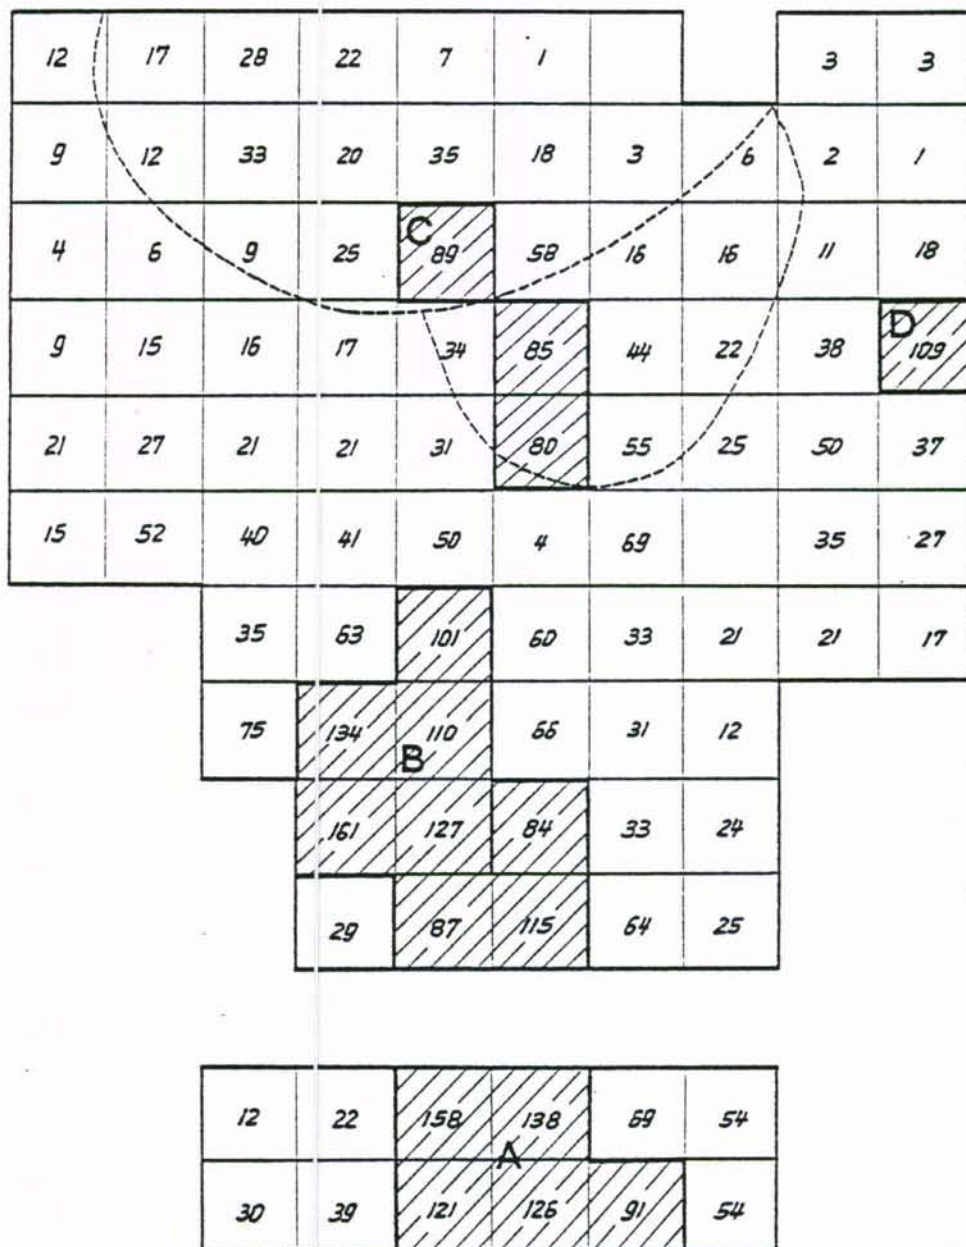 12 17 28 22 7 1 3 3
9 12 33 20 35 18 3 6 2 1
C
4 6 9 25 89 58 16 16 11 18
D
9 15 16 17 34 85 44 22 38 109
21 27 21 21 31 80 55 25 50 37
15 52 40 41 50 4 69 35 27
35 63 101 60 33 21 21 17
75 134 110 66 31 12
B
161 127 84 33 24
29 87 115 64 25
12 22 158 138 69 54
A
30 39 121 126 91 54